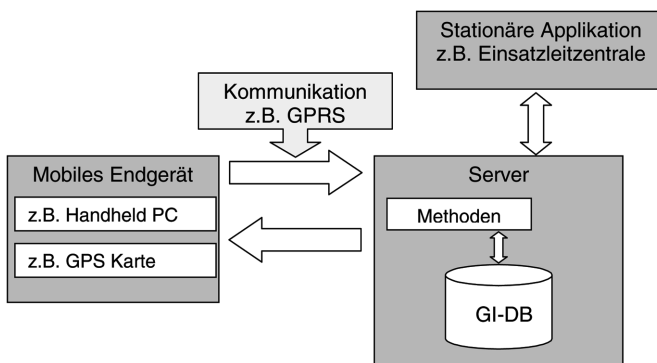 Stationäre Applikation
z.B. Einsatzleitzentrale
Kommunikation
z.B. GPRS
Mobiles Endgerät
z.B. Handheld PC
z.B. GPS Karte
Server
Methoden
GI-DB